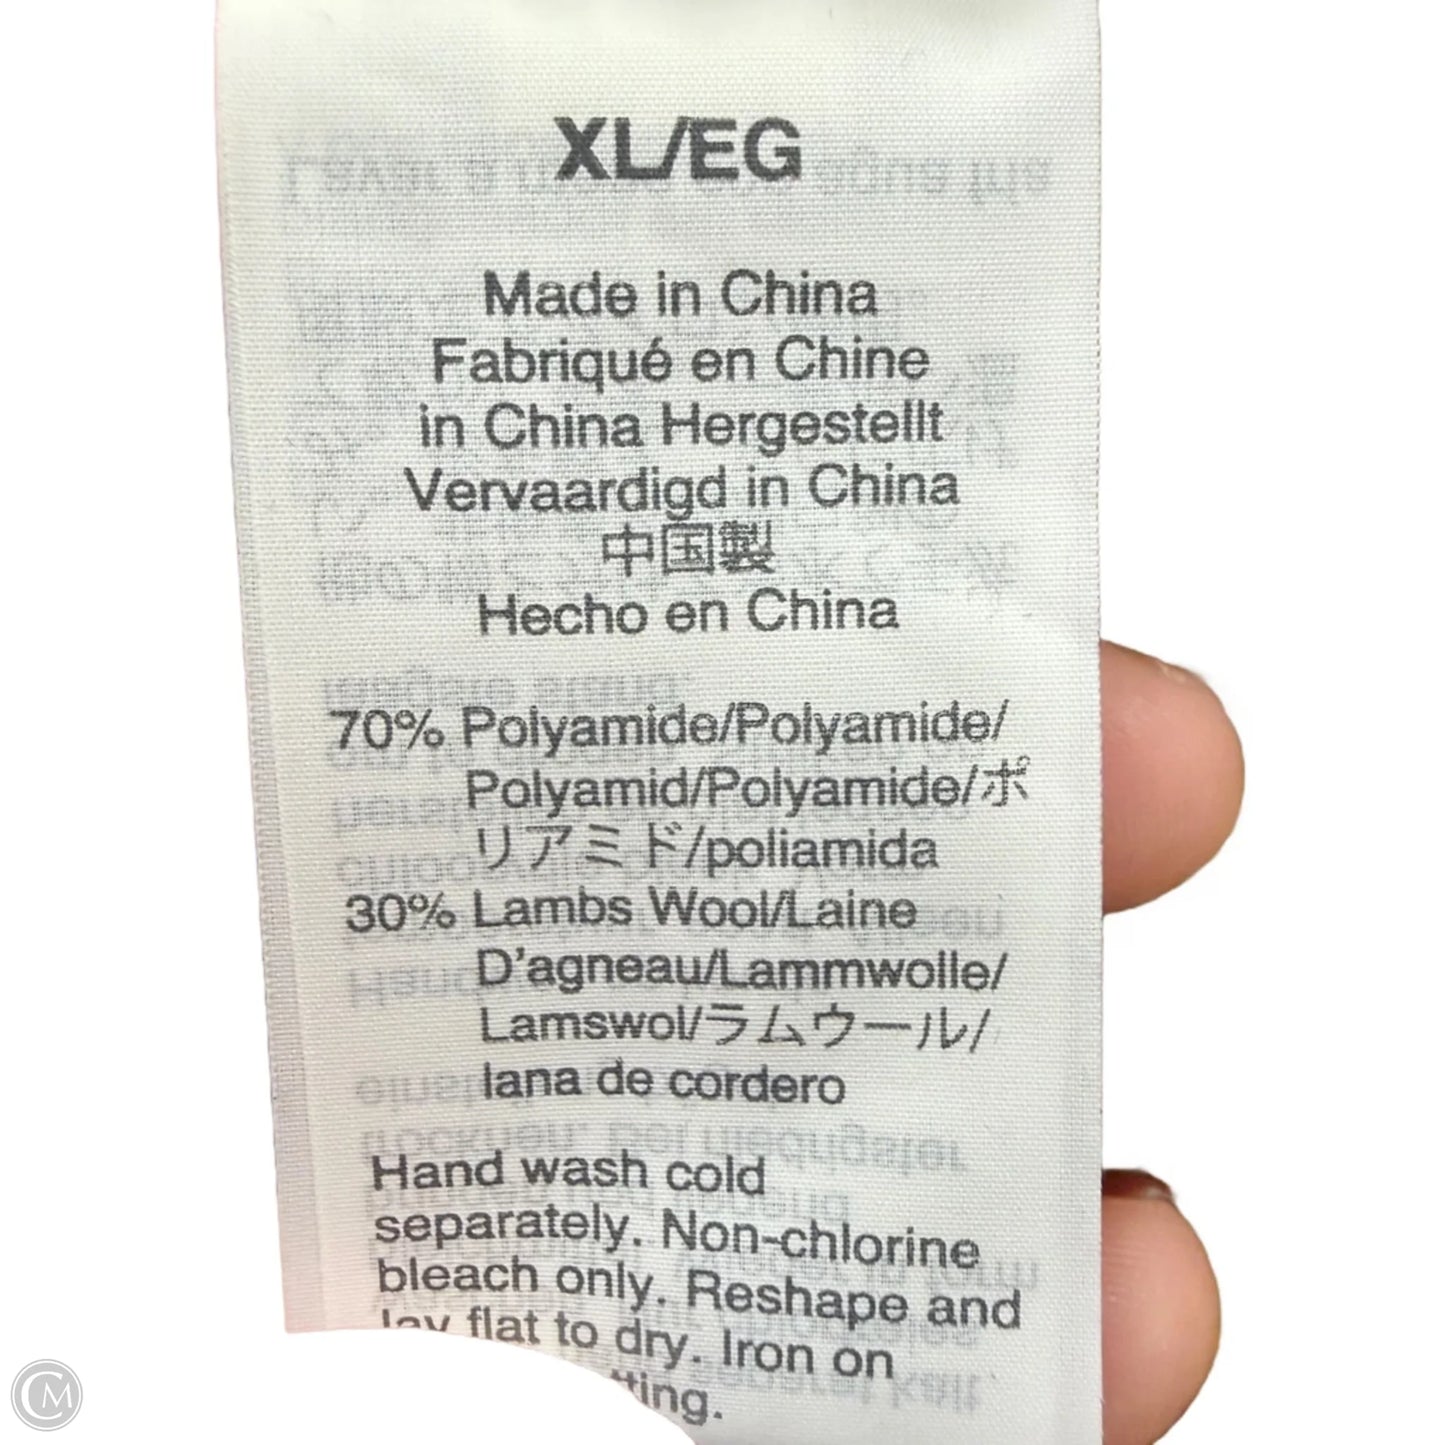 XL/EG
Made in China
Fabriqué en Chine
in China Hergestellt
Vervaardigd in China
中国製
Hecho en China
70% Polyamide/Polyamide/
Polyamid/Polyamide/ポ
リアミド/poliamida
30% Lambs Wool/Laine
D'agneau/Lammwolle/
Lamswol/ラムウール/
lana de cordero
Hand wash cold
separately. Non-chlorine
bleach only. Reshape and
lay flat to dry. Iron on
CM